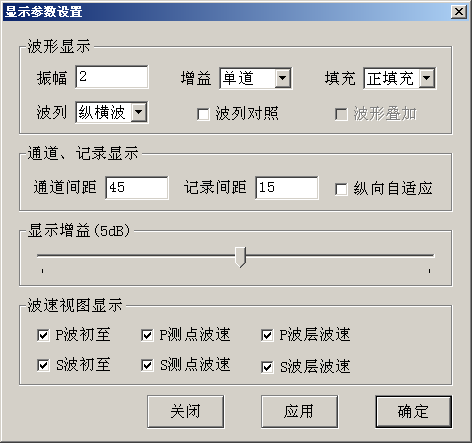 显示参数设置
波形显示
振幅 2 增益 单道 填充 正填充
波列 纵横波 波列对照 波形叠加
通道、记录显示
通道间距 45 记录间距 15 纵向自适应
显示增益(5dB)
波速视图显示
P波初至 P测点波速 P波层波速
S波初至 S测点波速 S波层波速
关闭 应用 确定